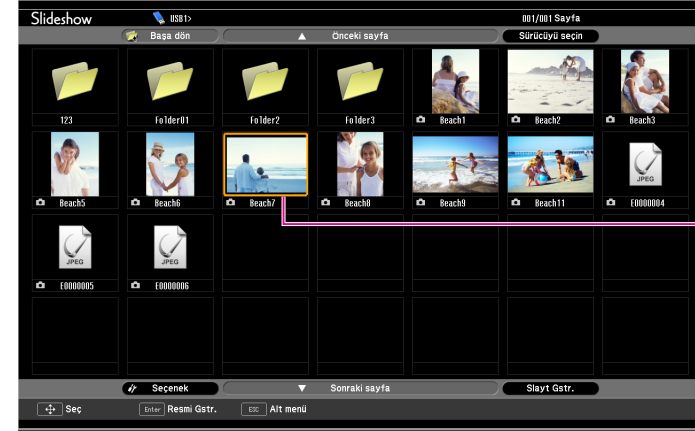 Slideshow USB1> 001/001 Sayfa
Başa dön Önceki sayfa Sürücüyü seçin
123 Folder01 Folder2 Folder3 Beach1 Beach2 Beach3
Beach5 Beach6 Beach7 Beach8 Beach9 Beach11 JPEG E0000004
JPEG JPEG
E0000005 E0000006
Seçenek Sonraki sayfa Slayt Gstr.
Seç Enter Resmi Gstr. ESC Alt menü